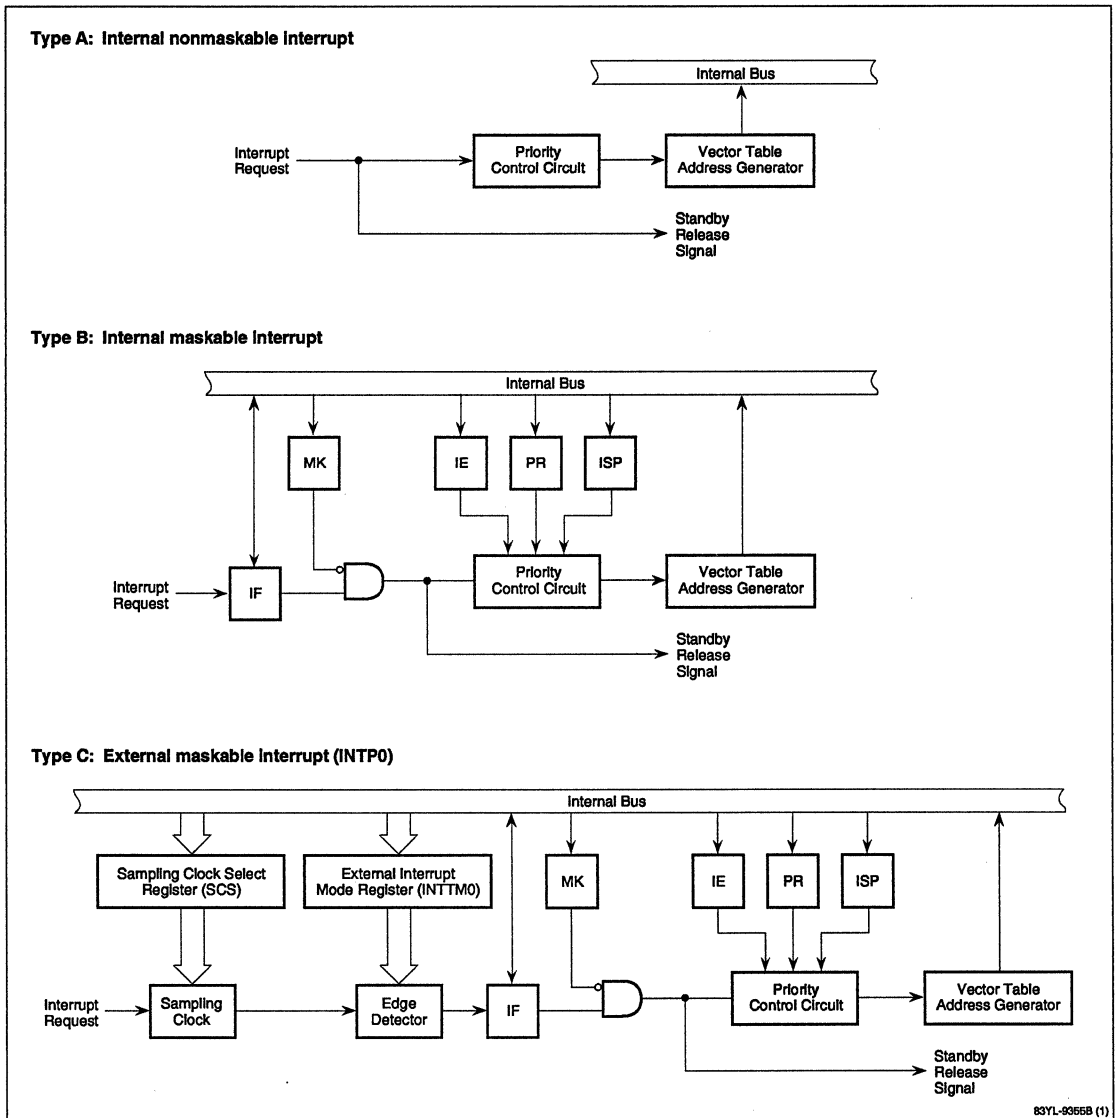 Type A: Internal nonmaskable interrupt
Internal Bus
Interrupt
Request
Priority
Control Circuit
Vector Table
Address Generator
Standby
Release
Signal
Type B: Internal maskable interrupt
Internal Bus
MK
IE
PR
ISP
Interrupt
Request
IF
Priority
Control Circuit
Vector Table
Address Generator
Standby
Release
Signal
Type C: External maskable interrupt (INTP0)
Internal Bus
Sampling Clock Select
Register (SCS)
External Interrupt
Mode Register (INTTM0)
MK
IE
PR
ISP
Interrupt
Request
Sampling
Clock
Edge
Detector
IF
Priority
Control Circuit
Vector Table
Address Generator
Standby
Release
Signal
83YL-9355B (1)